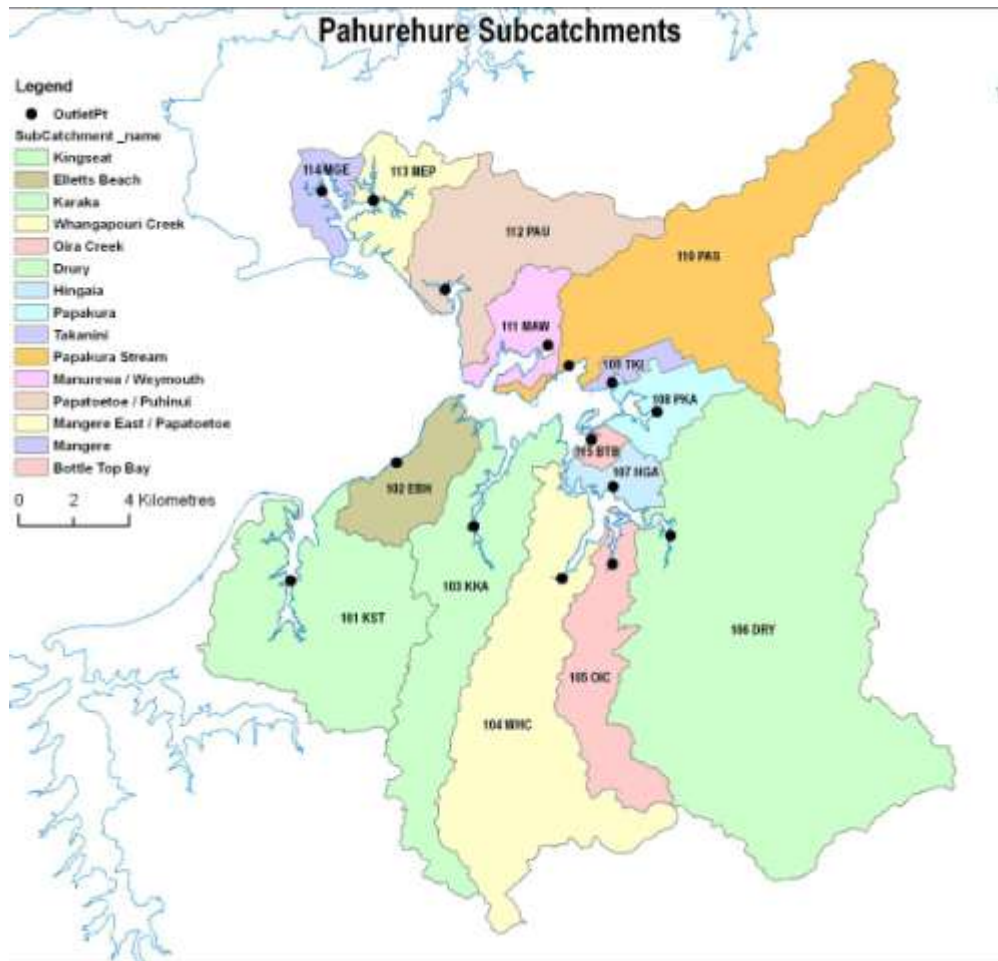 Pahurehure Subcatchments
Legend
OutletPt
SubCatchment_name
Kingseat
Elletts Beach
Karaka
Whangapouri Creek
Oira Creek
Drury
Hingaia
Papakura
Takanini
Papakura Stream
Manurewa / Weymouth
Papatoetoe / Puhinui
Mangere East / Papatoetoe
Mangere
Bottle Top Bay
0 2 4 Kilometres
114 MGE
113 MEP
112 PAU
110 PAS
111 MAW
109 TKI
108 PKA
115 BTB
107 HGA
102 EBH
103 KKA
101 KST
106 DRY
105 OIC
104 WHC